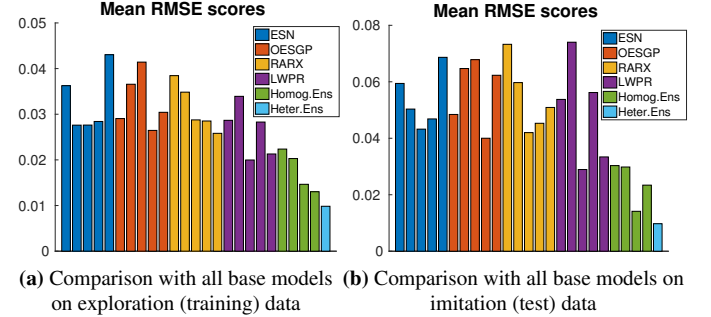 Mean RMSE scores
0.05
0.04
0.03
0.02
0.01
0
ESN
OESGP
RARX
LWPR
Homog.Ens
Heter.Ens
(a) Comparison with all base models
on exploration (training) data
Mean RMSE scores
0.08
0.06
0.04
0.02
0
ESN
OESGP
RARX
LWPR
Homog.Ens
Heter.Ens
(b) Comparison with all base models on
imitation (test) data